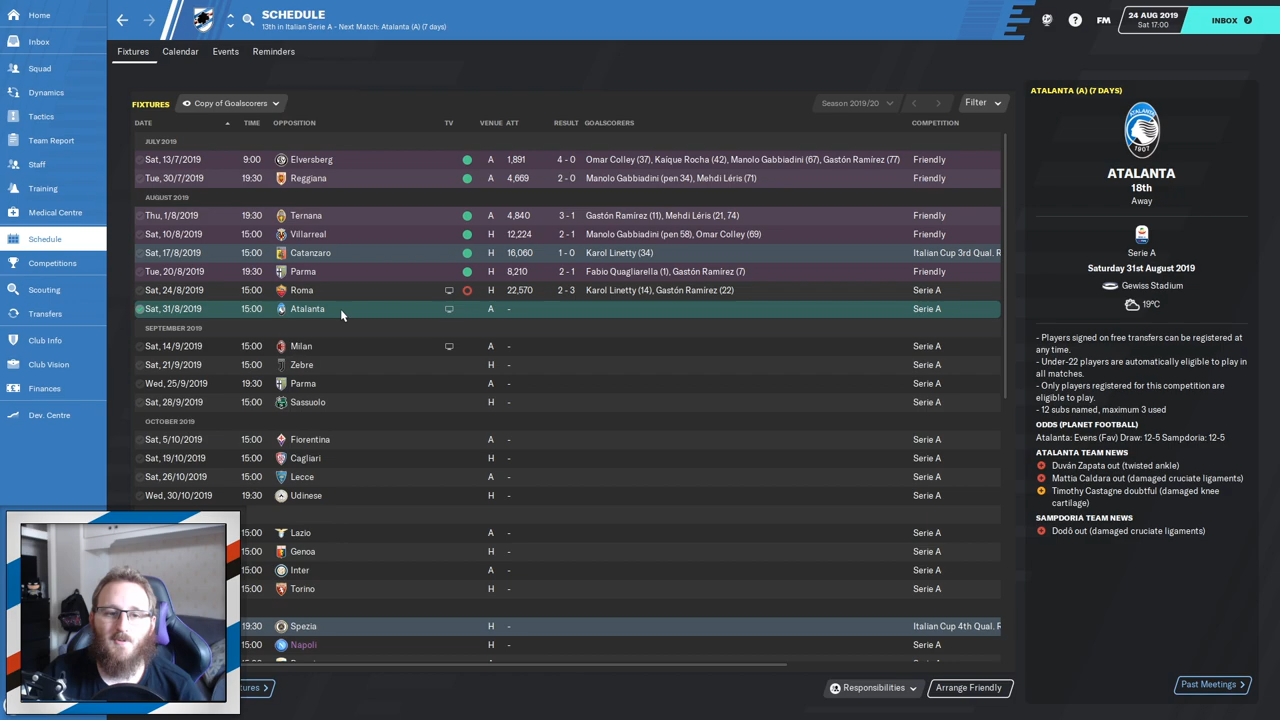 Home
Inbox
Squad
Dynamics
Tactics
Team Report
Staff
Training
Medical Centre
Schedule
Competitions
Scouting
Transfers
Club Info
Club Vision
Finances
Dev. Centre
SCHEDULE
13th in Italian Serie A - Next Match: Atalanta (A) (7 days)
FM
24 AUG 2019
Sat 17:00
INBOX
Fixtures Calendar Events Reminders
FIXTURES Copy of Goalscorers Season 2019/20 Filter
DATE TIME OPPOSITION TV VENUE ATT RESULT GOALSCORERS COMPETITION
JULY 2019
Sat, 13/7/2019 9:00 Elversberg A 1,891 4 - 0 Omar Colley (37), Kaique Rocha (42), Manolo Gabbiadini (67), Gastón Ramírez (77) Friendly
Tue, 30/7/2019 19:30 Reggiana A 4,669 2 - 0 Manolo Gabbiadini (pen 34), Mehdi Léris (71) Friendly
AUGUST 2019
Thu, 1/8/2019 19:30 Ternana A 4,840 3 - 1 Gastón Ramírez (11), Mehdi Léris (21, 74) Friendly
Sat, 10/8/2019 15:00 Villarreal H 12,224 2 - 1 Manolo Gabbiadini (pen 58), Omar Colley (69) Friendly
Sat, 17/8/2019 15:00 Catanzaro H 16,060 1 - 0 Karol Linetty (34) Italian Cup 3rd Qual. R
Tue, 20/8/2019 19:30 Parma H 8,210 2 - 1 Fabio Quagliarella (1), Gastón Ramírez (7) Friendly
Sat, 24/8/2019 15:00 Roma H 22,570 2 - 3 Karol Linetty (14), Gastón Ramírez (22) Serie A
Sat, 31/8/2019 15:00 Atalanta A - Serie A
SEPTEMBER 2019
Sat, 14/9/2019 15:00 Milan A - Serie A
Sat, 21/9/2019 15:00 Zebre H - Serie A
Wed, 25/9/2019 19:30 Parma A - Serie A
Sat, 28/9/2019 15:00 Sassuolo H - Serie A
OCTOBER 2019
Sat, 5/10/2019 15:00 Fiorentina A - Serie A
Sat, 19/10/2019 15:00 Cagliari H - Serie A
Sat, 26/10/2019 15:00 Lecce A - Serie A
Wed, 30/10/2019 19:30 Udinese H - Serie A
15:00 Lazio A - Serie A
15:00 Genoa H - Serie A
15:00 Inter A - Serie A
15:00 Torino H - Serie A
19:30 Spezia H - Italian Cup 4th Qual. R
15:00 Napoli H - Serie A
tures Responsibilities Arrange Friendly
ATALANTA (A) (7 DAYS)
ATALANTA
1907
ATALANTA
18th
Away
Serie A
Saturday 31st August 2019
Gewiss Stadium
19°C
- Players signed on free transfers can be registered at
any time.
- Under-22 players are automatically eligible to play in
all matches.
- Only players registered for this competition are
eligible to play.
- 12 subs named, maximum 3 used
ODDS (PLANET FOOTBALL)
Atalanta: Evens (Fav) Draw: 12-5 Sampdoria: 12-5
ATALANTA TEAM NEWS
Duván Zapata out (twisted ankle)
Mattia Caldara out (damaged cruciate ligaments)
Timothy Castagne doubtful (damaged knee
cartilage)
SAMPDORIA TEAM NEWS
Dodô out (damaged cruciate ligaments)
Past Meetings